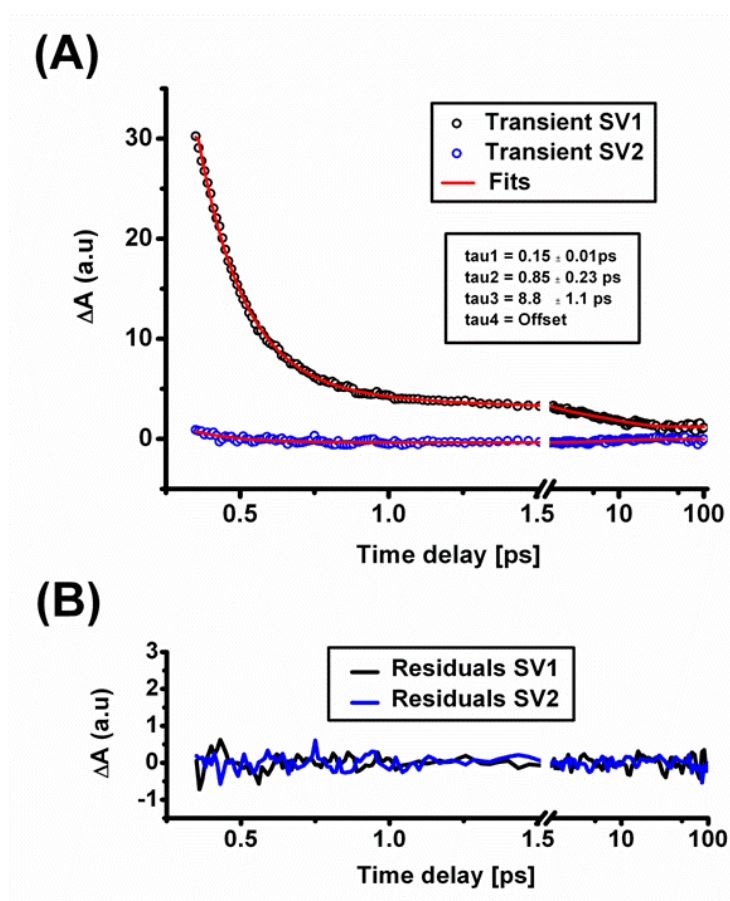 (A)
30
20
10
0
ΔA (a.u)
Transient SV1
Transient SV2
Fits
tau1 = 0.15 ± 0.01ps
tau2 = 0.85 ± 0.23 ps
tau3 = 8.8 ± 1.1 ps
tau4 = Offset
0.5 1.0 1.5 10 100
Time delay [ps]
(B)
3
2
1
0
-1
ΔA (a.u)
Residuals SV1
Residuals SV2
0.5 1.0 1.5 10 100
Time delay [ps]